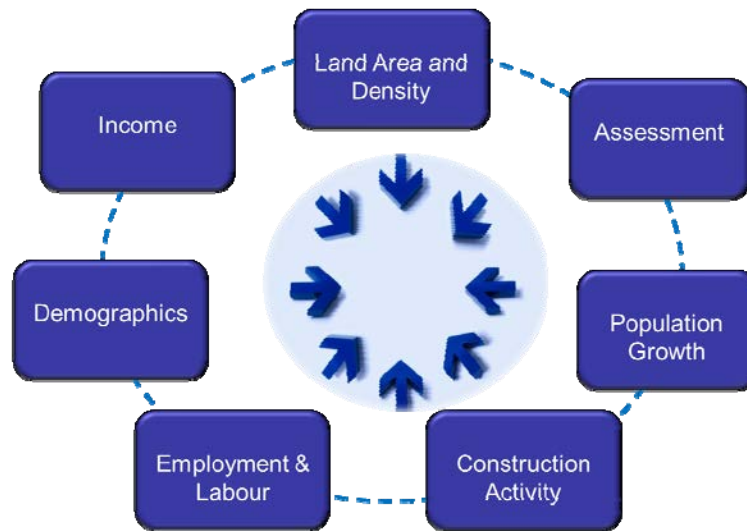 Land Area and
Density
Assessment
Population
Growth
Construction
Activity
Employment &
Labour
Demographics
Income